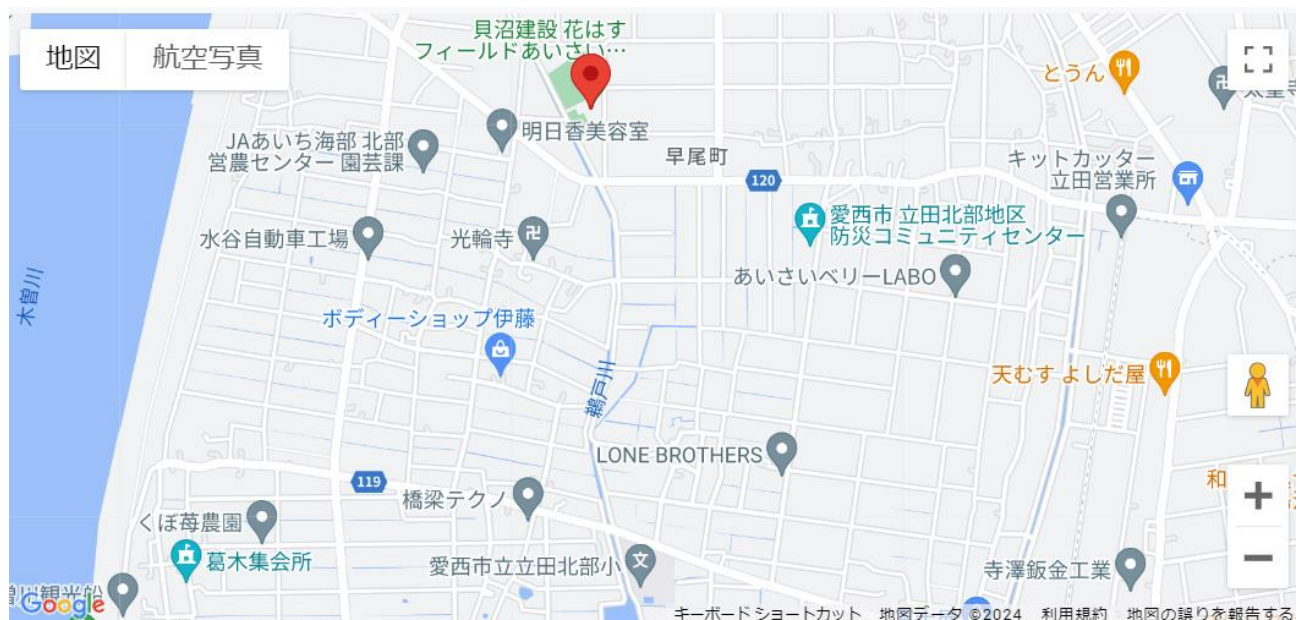 貝沼建設 花はす
フィールドあいさい…
地図
航空写真
とうん
明日香美容室
JAあいち海部 北部
営農センター 園芸課
早尾町
キットカッター
立田営業所
120
愛西市 立田北部地区
防災コミュニティセンター
水谷自動車工場
光輪寺
あいさいベリーLABO
木曽川
ボディーショップ伊藤
鵜戸川
天むす よしだ屋
LONE BROTHERS
119
橋梁テクノ
和
くぼ苺農園
葛木集会所
愛西市立立田北部小
文
寺澤鈑金工業
Google
キーボード ショートカット
地図データ ©2024
利用規約
地図の誤りを報告する